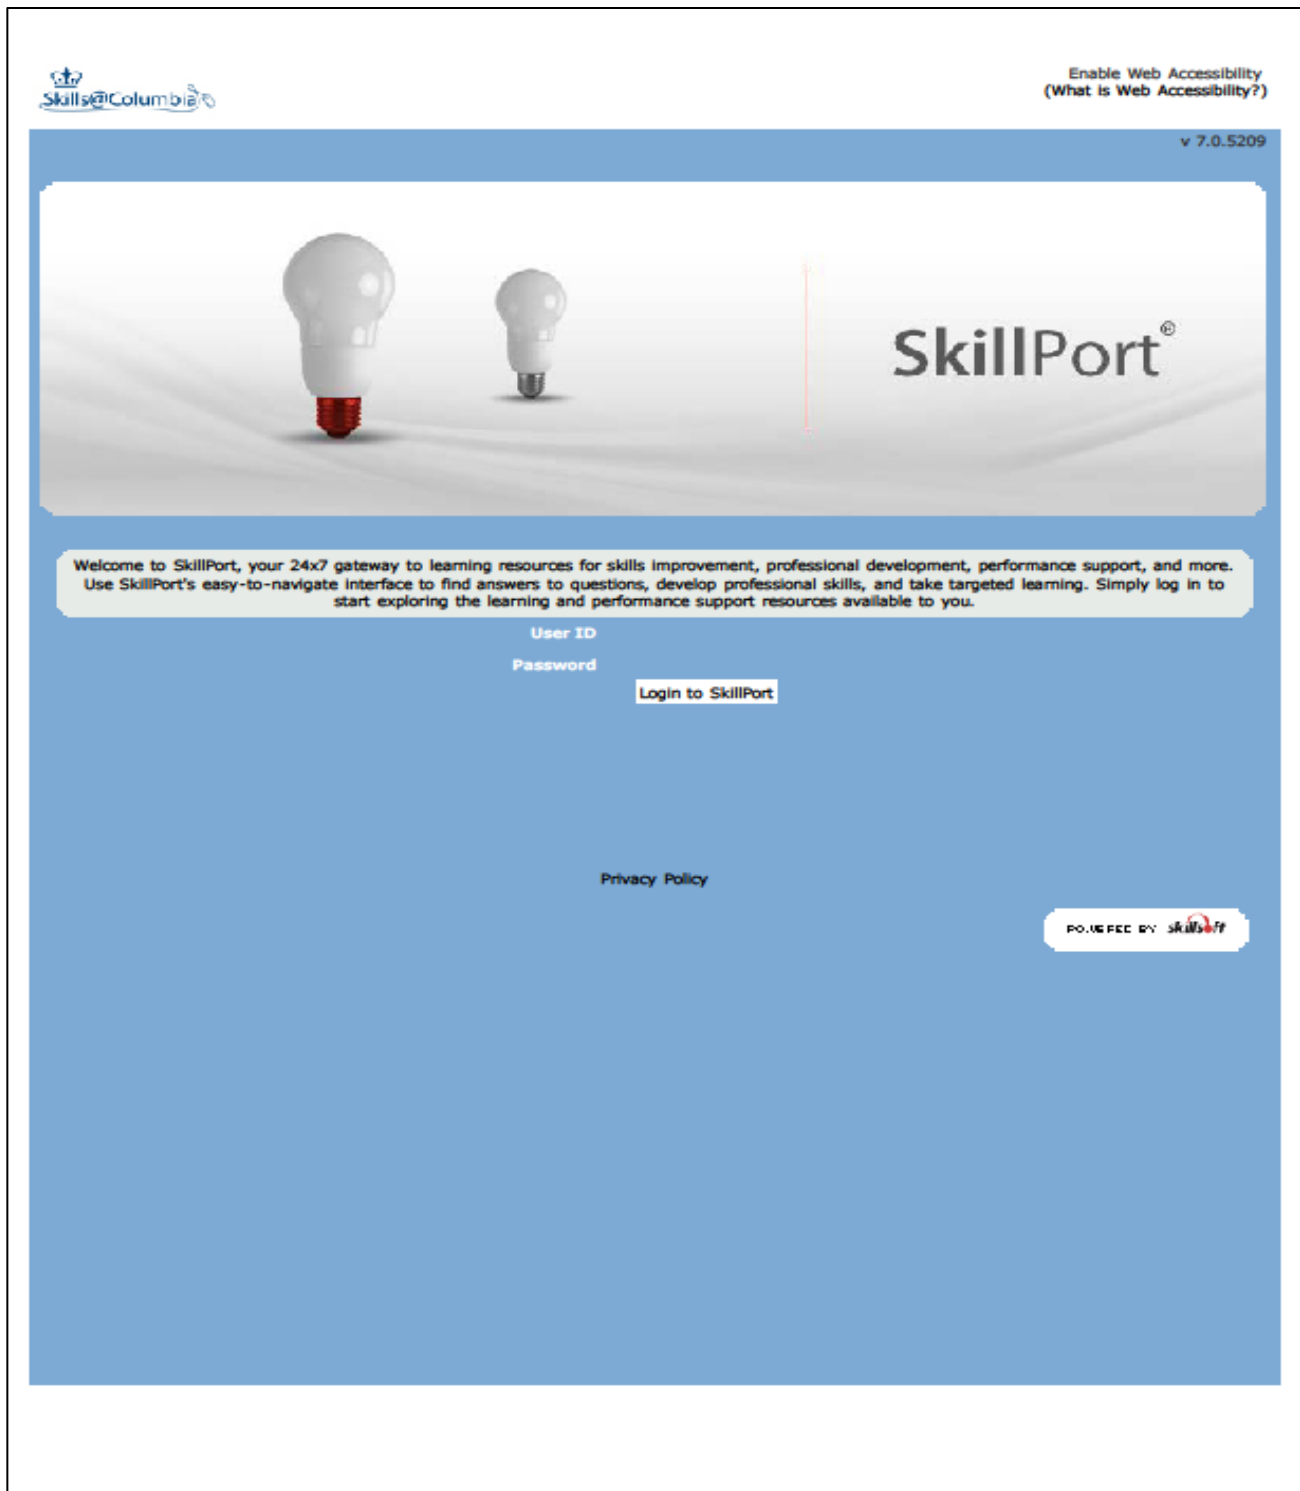 Skills@Columbia
Enable Web Accessibility
(What is Web Accessibility?)
v 7.0.5209
SkillPort®
Welcome to SkillPort, your 24x7 gateway to learning resources for skills improvement, professional development, performance support, and more.
Use SkillPort's easy-to-navigate interface to find answers to questions, develop professional skills, and take targeted learning. Simply log in to
start exploring the learning and performance support resources available to you.
User ID
Password
Login to SkillPort
Privacy Policy
POWERED BY skillsoft